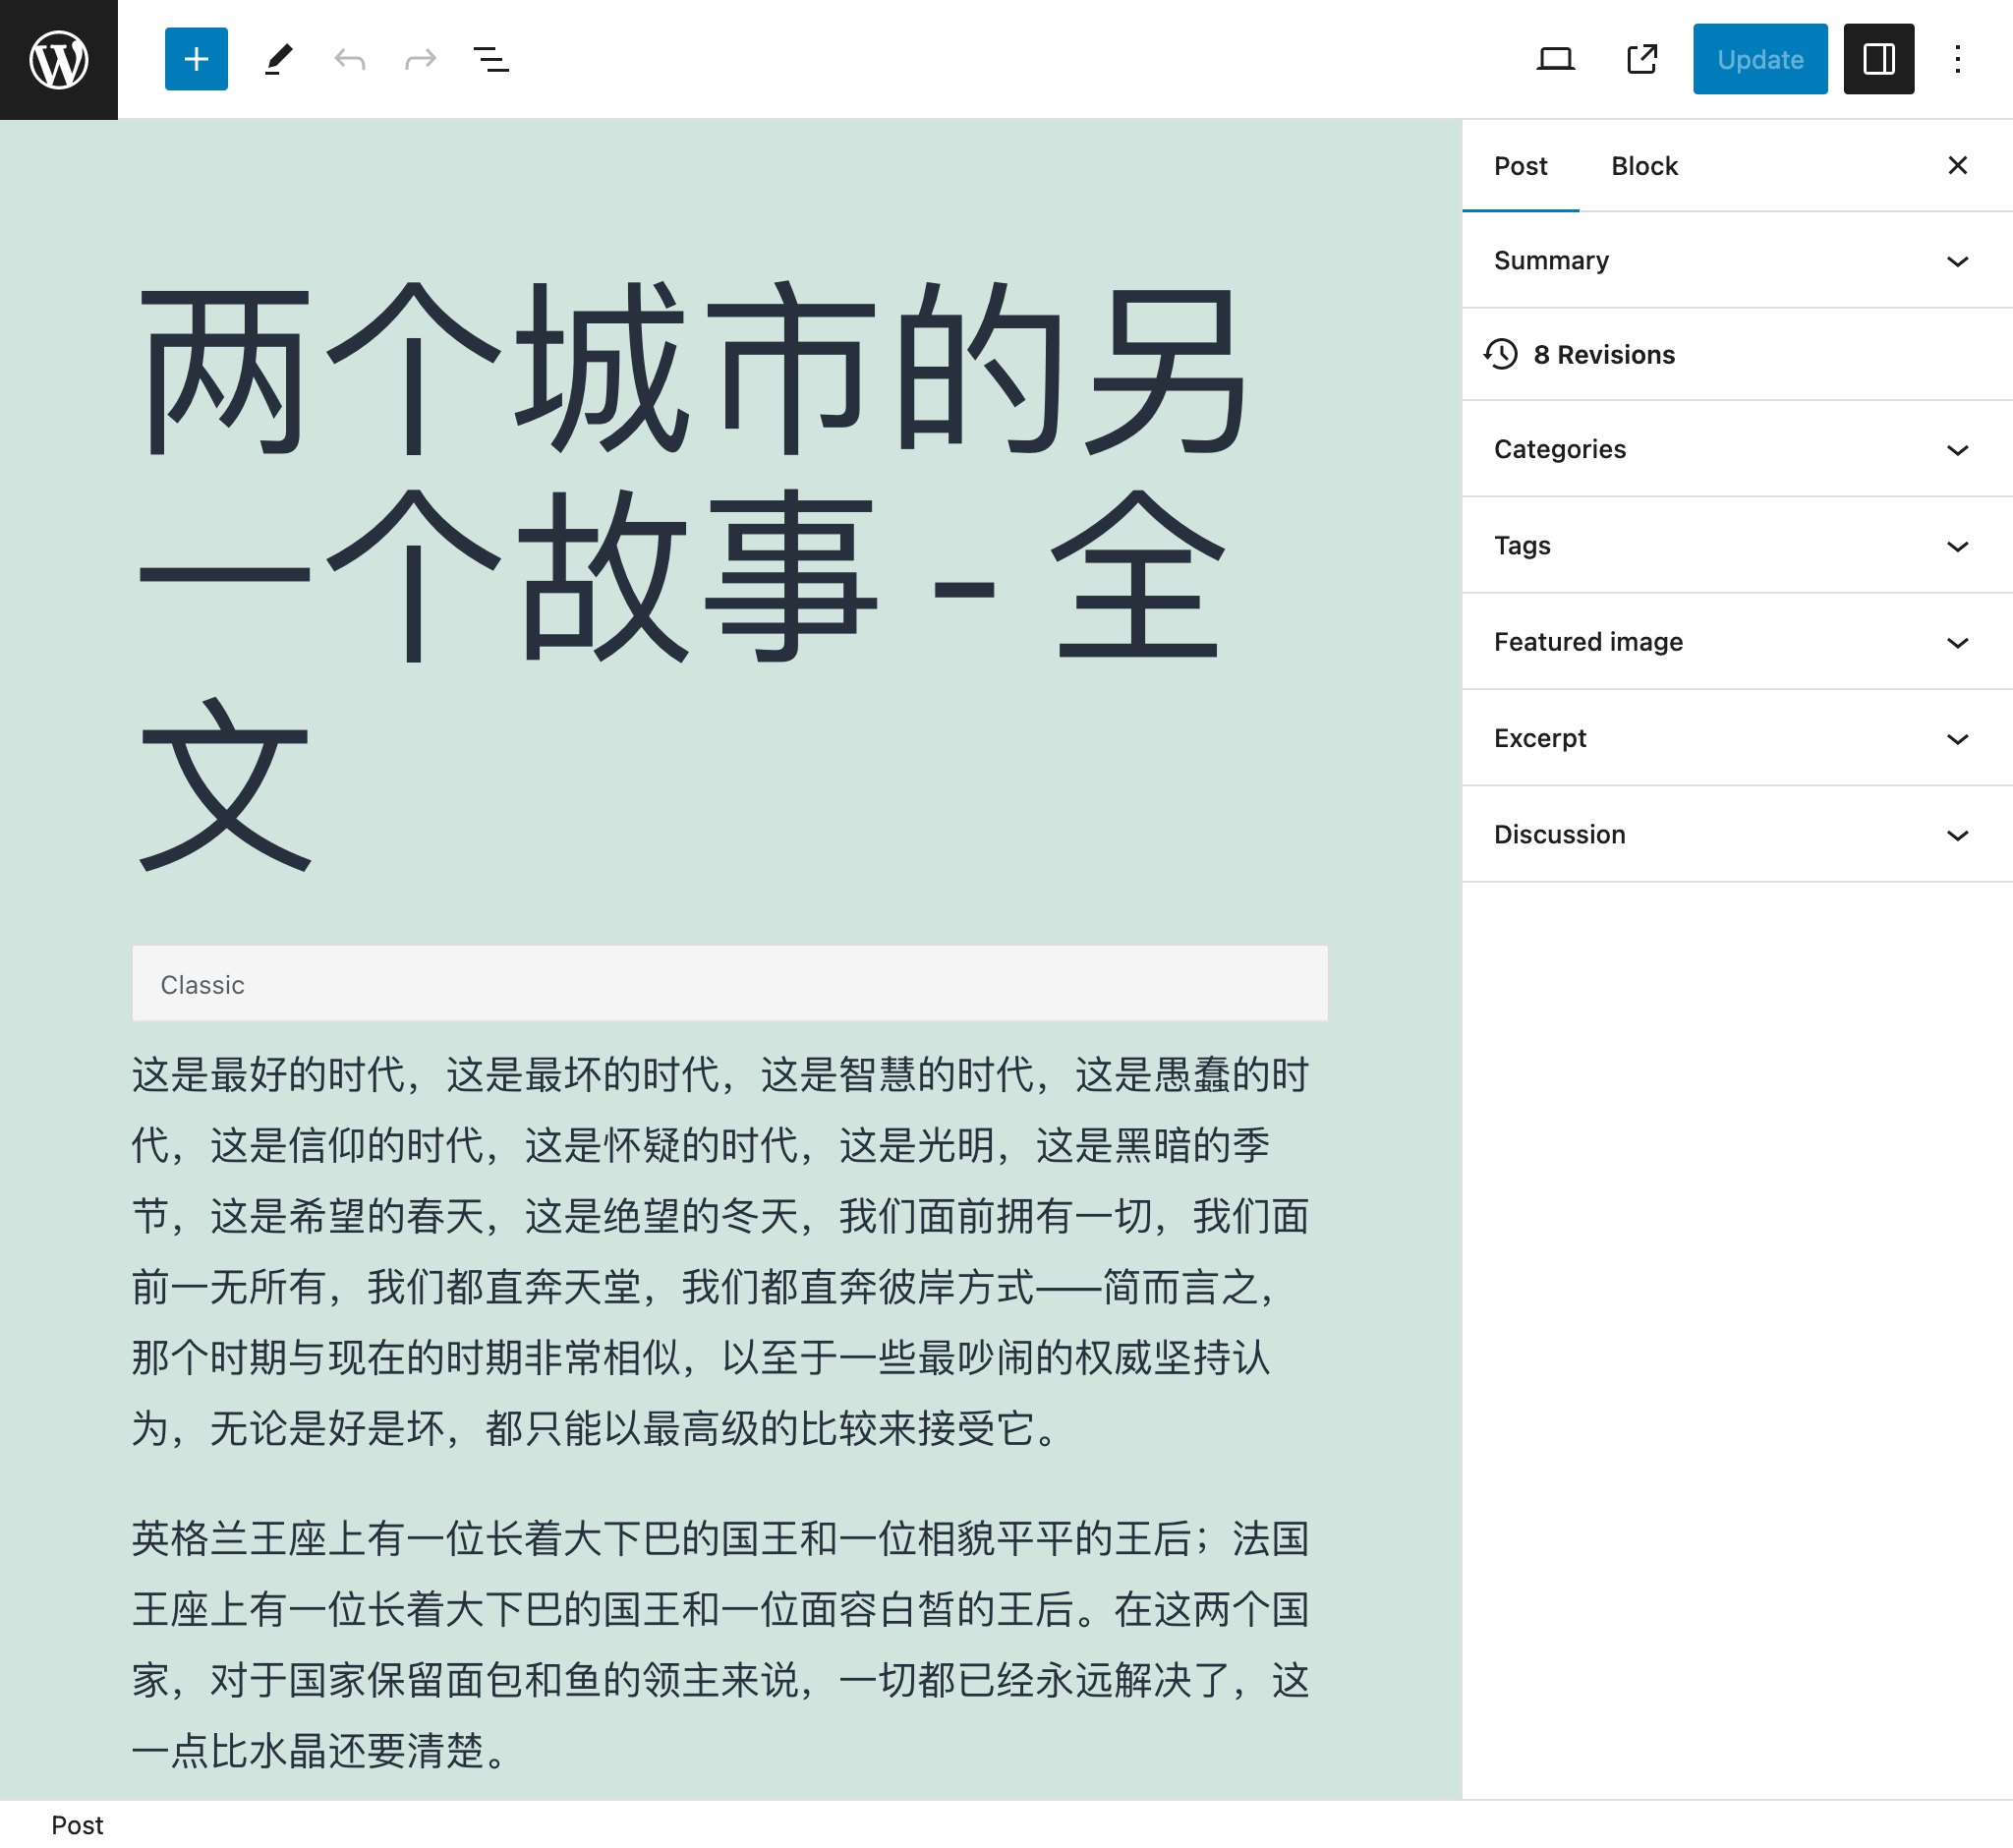 Update
Post
Block
Summary
8 Revisions
Categories
Tags
Featured image
Excerpt
Discussion
两个城市的另
一个故事 - 全
文
Classic
这是最好的时代，这是最坏的时代，这是智慧的时代，这是愚蠢的时
代，这是信仰的时代，这是怀疑的时代，这是光明，这是黑暗的季
节，这是希望的春天，这是绝望的冬天，我们面前拥有一切，我们面
前一无所有，我们都直奔天堂，我们都直奔彼岸方式——简而言之，
那个时期与现在的时期非常相似，以至于一些最吵闹的权威坚持认
为，无论是好是坏，都只能以最高级的比较来接受它。
英格兰王座上有一位长着大下巴的国王和一位相貌平平的王后；法国
王座上有一位长着大下巴的国王和一位面容白皙的王后。在这两个国
家，对于国家保留面包和鱼的领主来说，一切都已经永远解决了，这
一点比水晶还要清楚。
Post